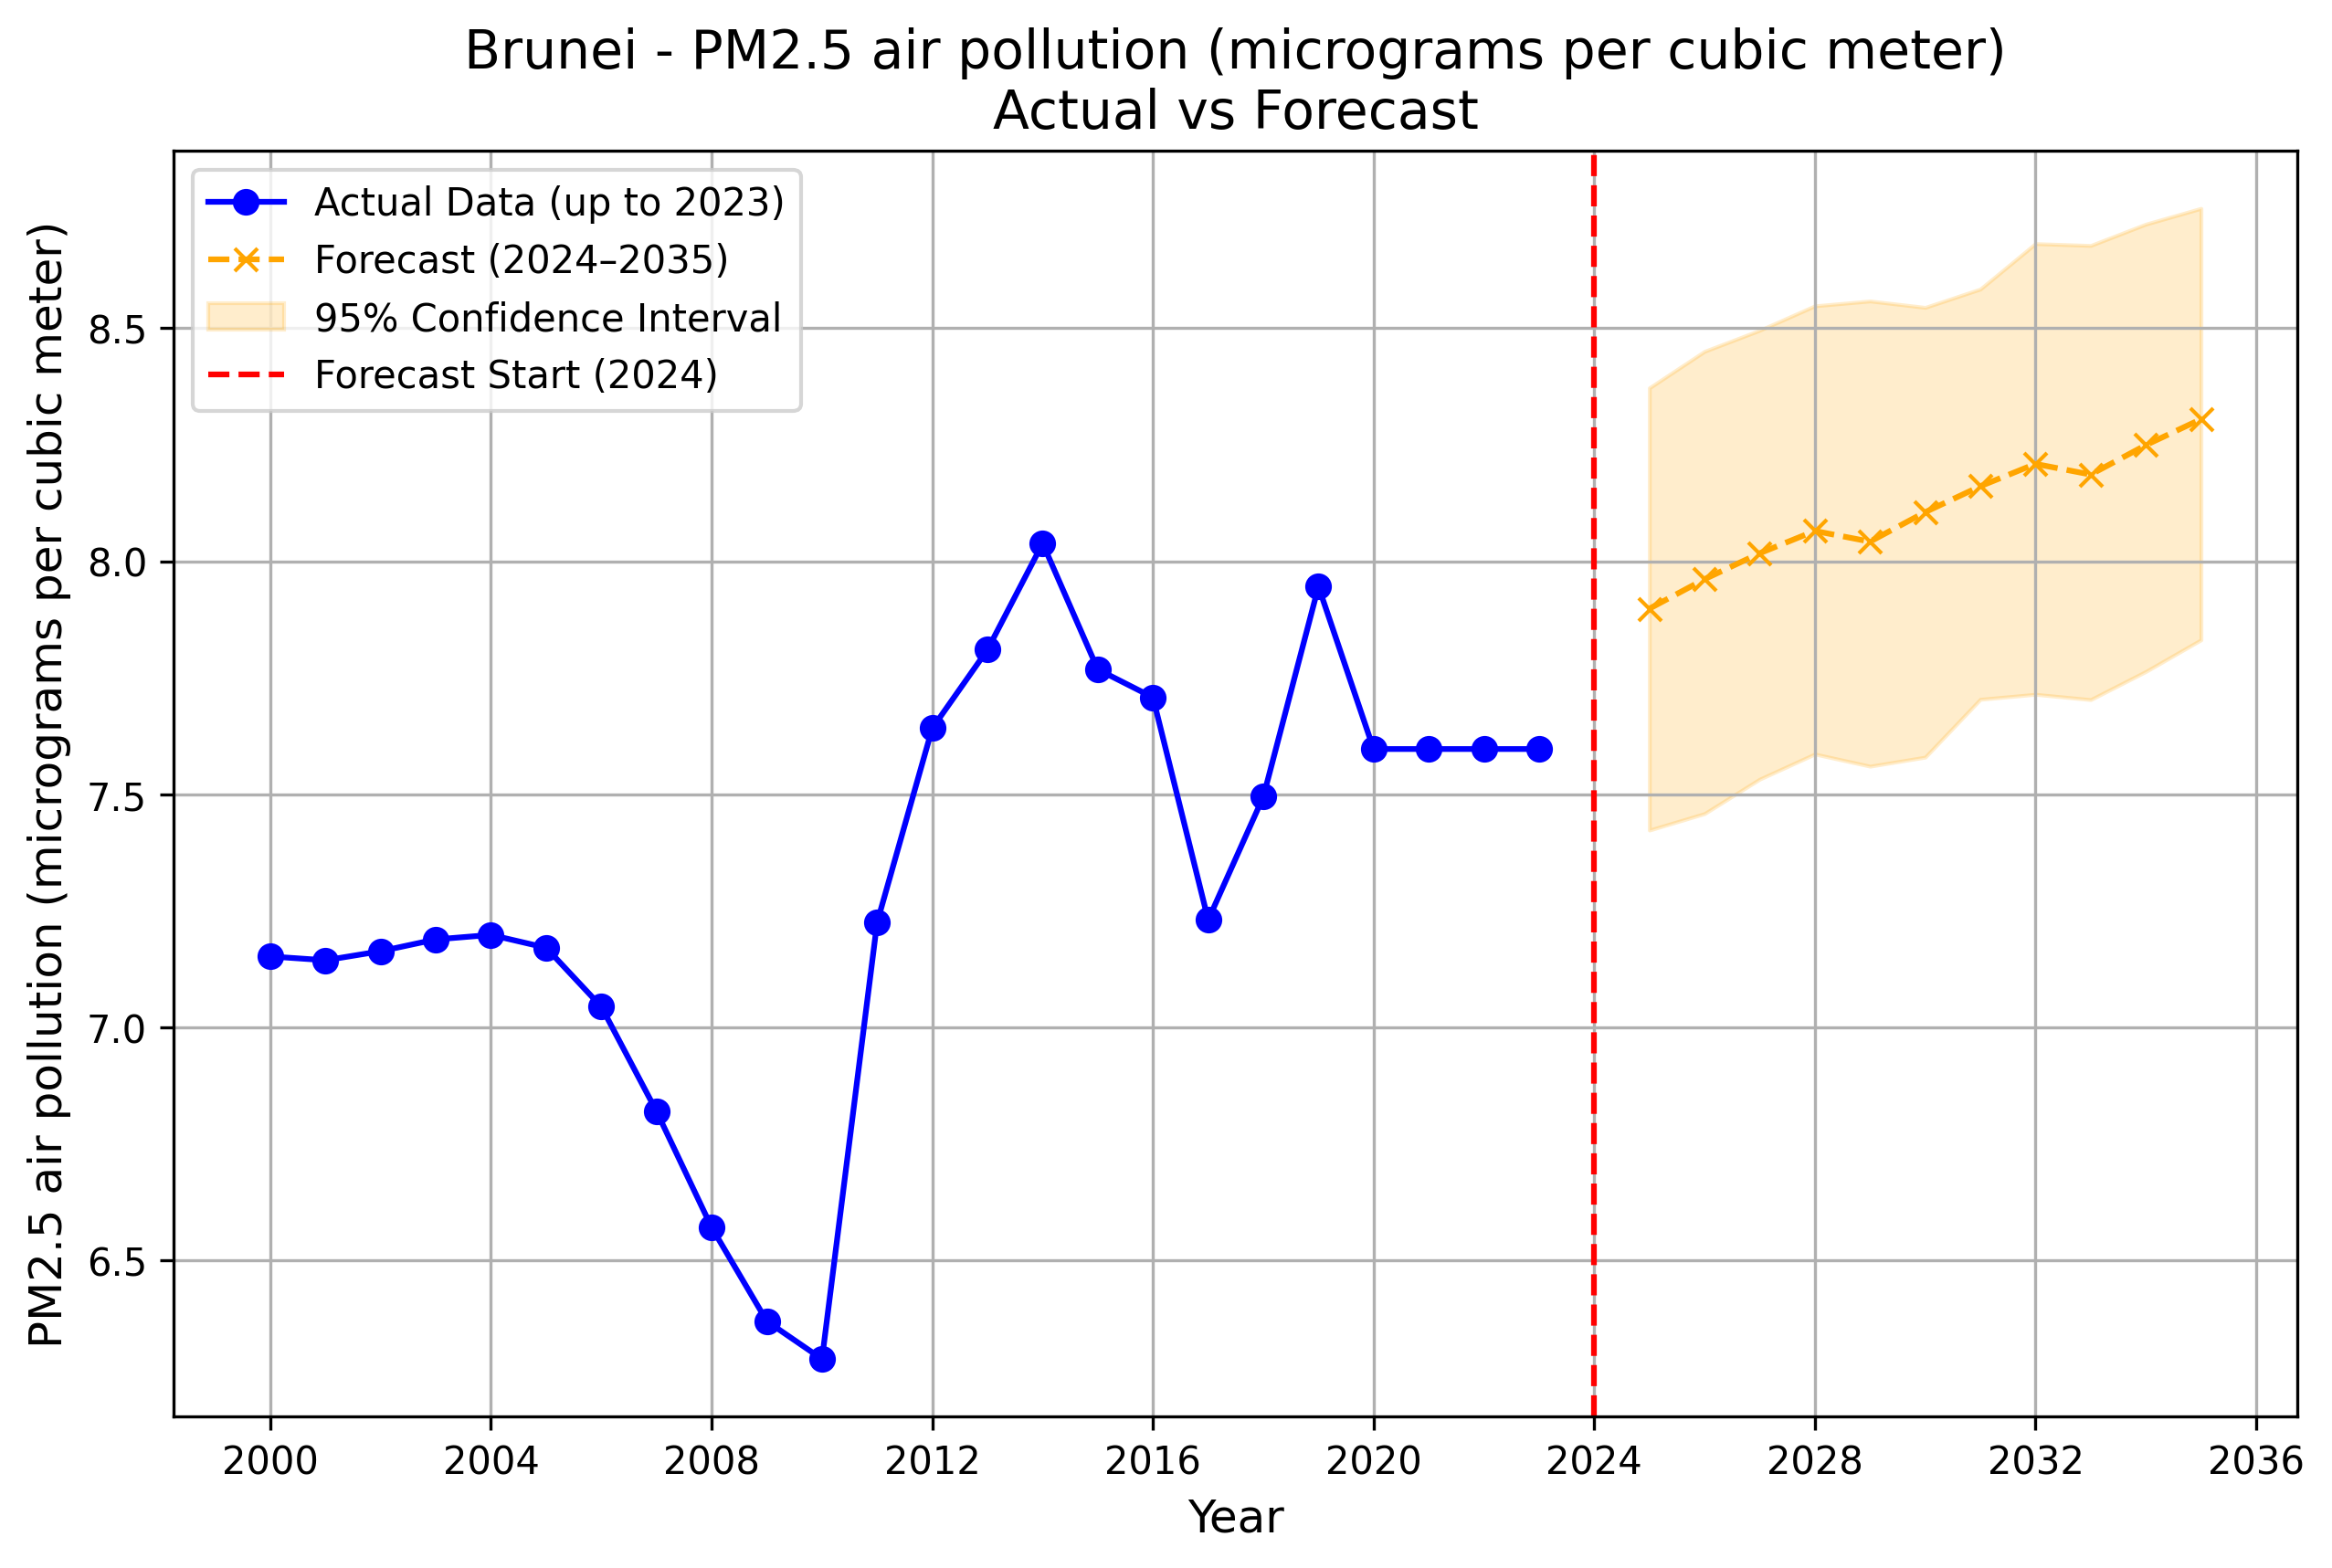 Brunei - PM2.5 air pollution (micrograms per cubic meter)
Actual vs Forecast
Actual Data (up to 2023)
Forecast (2024–2035)
95% Confidence Interval
Forecast Start (2024)
PM2.5 air pollution (micrograms per cubic meter)
8.5
8.0
7.5
7.0
6.5
2000 2004 2008 2012 2016 2020 2024 2028 2032 2036
Year